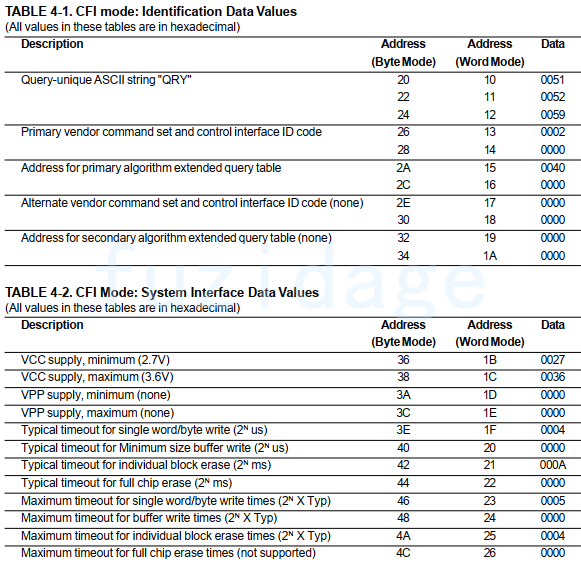 TABLE 4-1. CFI mode: Identification Data Values
(All values in these tables are in hexadecimal)
Description Address Address Data
(Byte Mode) (Word Mode)
Query-unique ASCII string "QRY" 20 10 0051
22 11 0052
24 12 0059
Primary vendor command set and control interface ID code 26 13 0002
28 14 0000
Address for primary algorithm extended query table 2A 15 0040
2C 16 0000
Alternate vendor command set and control interface ID code (none) 2E 17 0000
30 18 0000
Address for secondary algorithm extended query table (none) 32 19 0000
34 1A 0000
fuzidage
TABLE 4-2. CFI Mode: System Interface Data Values
(All values in these tables are in hexadecimal)
Description Address Address Data
(Byte Mode) (Word Mode)
VCC supply, minimum (2.7V) 36 1B 0027
VCC supply, maximum (3.6V) 38 1C 0036
VPP supply, minimum (none) 3A 1D 0000
VPP supply, maximum (none) 3C 1E 0000
Typical timeout for single word/byte write (2ᴺ us) 3E 1F 0004
Typical timeout for Minimum size buffer write (2ᴺ us) 40 20 0000
Typical timeout for individual block erase (2ᴺ ms) 42 21 000A
Typical timeout for full chip erase (2ᴺ ms) 44 22 0000
Maximum timeout for single word/byte write times (2ᴺ X Typ) 46 23 0005
Maximum timeout for buffer write times (2ᴺ X Typ) 48 24 0000
Maximum timeout for individual block erase times (2ᴺ X Typ) 4A 25 0004
Maximum timeout for full chip erase times (not supported) 4C 26 0000